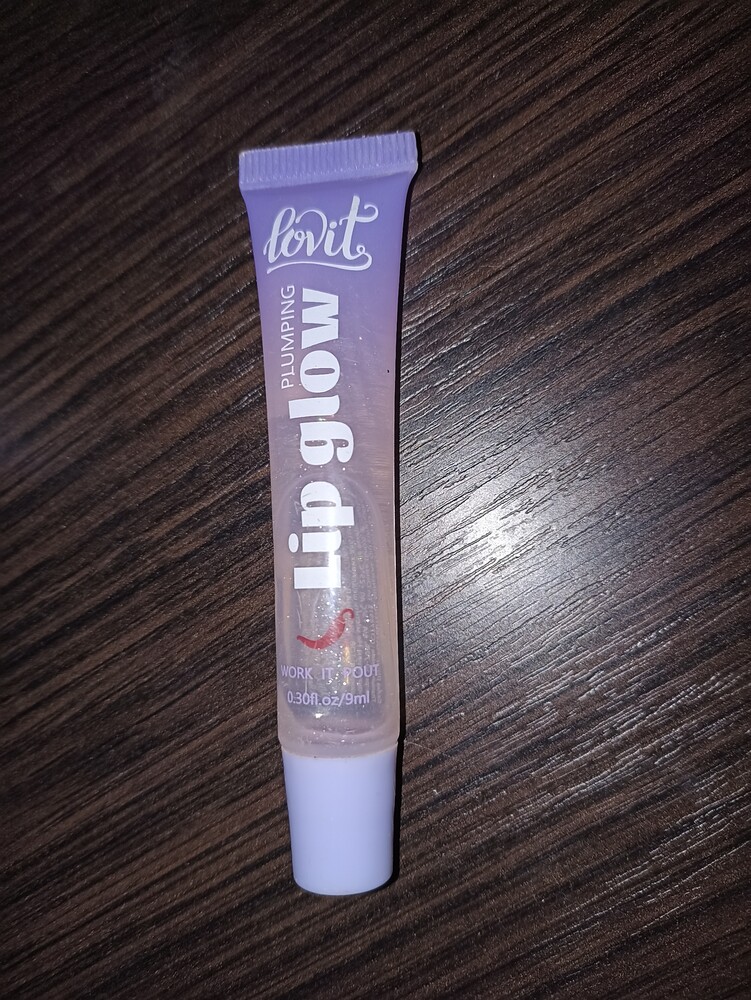 lovit
PLUMPING
Lip glow
WORK IT POUT
0.30fl.oz/9ml